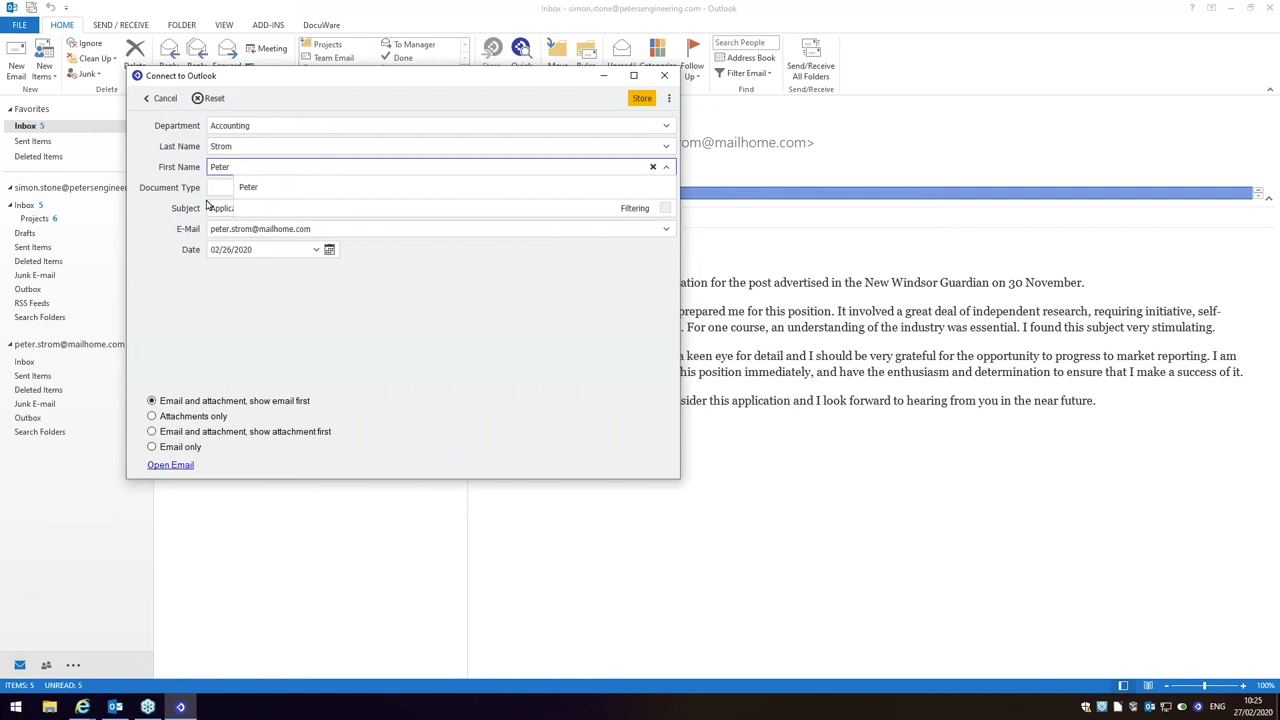 Inbox - simon.stone@petersengineering.com - Outlook
FILE HOME SEND / RECEIVE FOLDER VIEW ADD-INS DocuWare
New Email
New Items
New
Ignore
Clean Up
Junk
Delete
Meeting
Projects
Team Email
To Manager
Done
Follow Up
Search People
Address Book
Filter Email
Find
Send/Receive All Folders
Send/Receive
Connect to Outlook
Cancel Reset Store
Department Accounting
Last Name Strom
First Name Peter
Document Type Peter
Subject Applica Filtering
E-Mail peter.strom@mailhome.com
Date 02/26/2020
Email and attachment, show email first
Attachments only
Email and attachment, show attachment first
Email only
Open Email
Favorites
Inbox 5
Sent Items
Deleted Items
simon.stone@petersenginee
Inbox 5
Projects 6
Drafts
Sent Items
Deleted Items
Junk E-mail
Outbox
RSS Feeds
Search Folders
peter.strom@mailhome.com
Inbox
Sent Items
Deleted Items
Junk E-mail
Outbox
Search Folders
om@mailhome.com>
ation for the post advertised in the New Windsor Guardian on 30 November.
prepared me for this position. It involved a great deal of independent research, requiring initiative, self-
. For one course, an understanding of the industry was essential. I found this subject very stimulating.
a keen eye for detail and I should be very grateful for the opportunity to progress to market reporting. I am
his position immediately, and have the enthusiasm and determination to ensure that I make a success of it.
sider this application and I look forward to hearing from you in the near future.
ITEMS: 5 UNREAD: 5 100%
ENG
10:25
27/02/2020